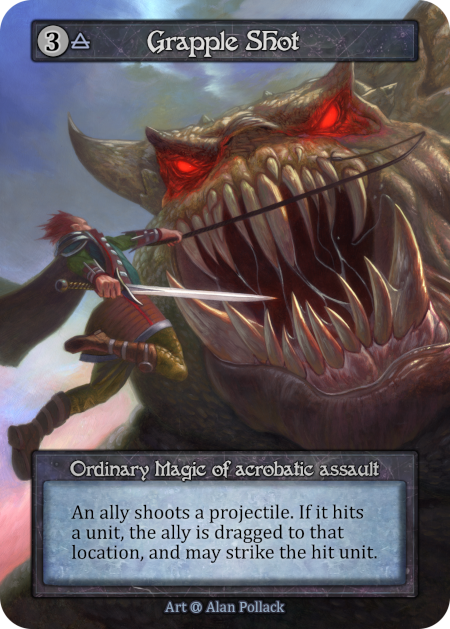 3
Grapple Shot
Ordinary Magic of acrobatic assault
An ally shoots a projectile. If it hits
a unit, the ally is dragged to that
location, and may strike the hit unit.
Art @ Alan Pollack